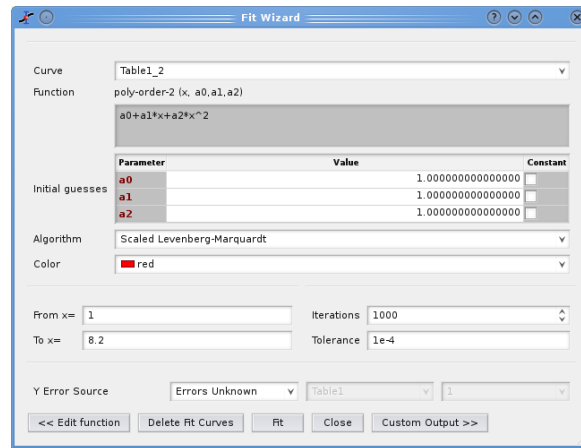 Fit Wizard
Curve Table1_2
Function poly-order-2 (x, a0,a1,a2)
a0+a1*x+a2*x^2
Parameter Value Constant
Initial guesses
a0 1.000000000000000
a1 1.000000000000000
a2 1.000000000000000
Algorithm Scaled Levenberg-Marquardt
Color red
From x= 1 Iterations 1000
To x= 8.2 Tolerance 1e-4
Y Error Source Errors Unknown Table1 1
<< Edit function Delete Fit Curves Fit Close Custom Output >>